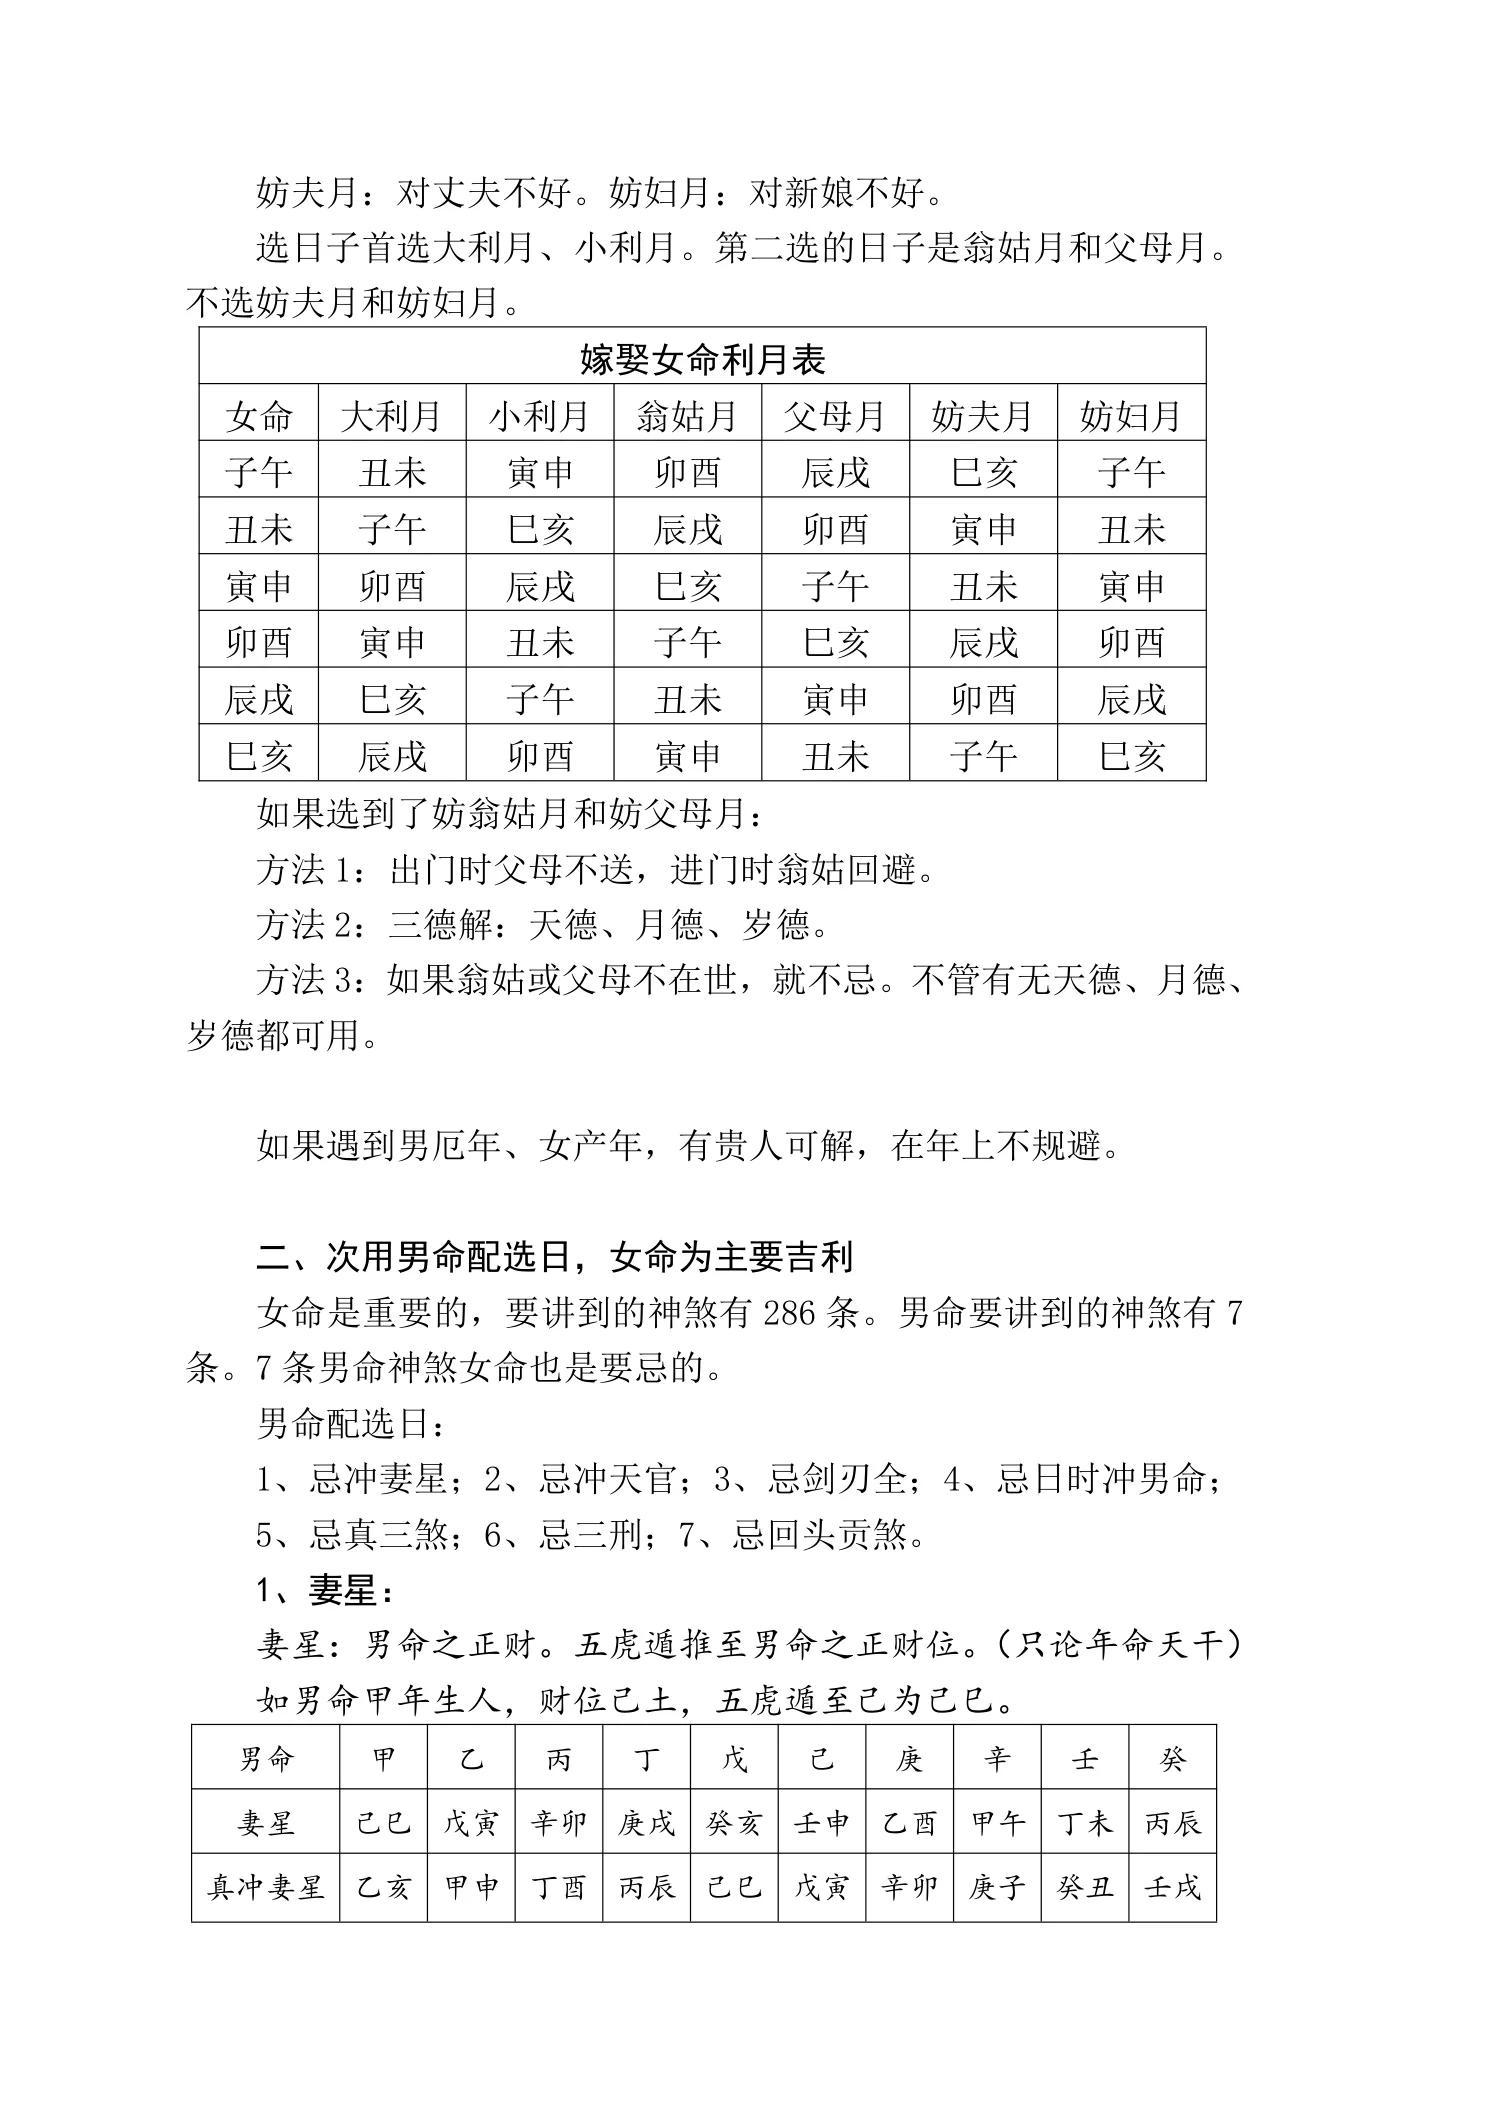 妨夫月：对丈夫不好。妨妇月：对新娘不好。
选日子首选大利月、小利月。第二选的日子是翁姑月和父母月。
不选妨夫月和妨妇月。
嫁娶女命利月表
女命 大利月 小利月 翁姑月 父母月 妨夫月 妨妇月
子午 丑未 寅申 卯酉 辰戌 巳亥 子午
丑未 子午 巳亥 辰戌 卯酉 寅申 丑未
寅申 卯酉 辰戌 巳亥 子午 丑未 寅申
卯酉 寅申 丑未 子午 巳亥 辰戌 卯酉
辰戌 巳亥 子午 丑未 寅申 卯酉 辰戌
巳亥 辰戌 卯酉 寅申 丑未 子午 巳亥
如果选到了妨翁姑月和妨父母月：
方法 1：出门时父母不送，进门时翁姑回避。
方法 2：三德解：天德、月德、岁德。
方法 3：如果翁姑或父母不在世，就不忌。不管有无天德、月德、
岁德都可用。
如果遇到男厄年、女产年，有贵人可解，在年上不规避。
二、次用男命配选日，女命为主要吉利
女命是重要的，要讲到的神煞有 286 条。男命要讲到的神煞有 7
条。7 条男命神煞女命也是要忌的。
男命配选日：
1、忌冲妻星；2、忌冲天官；3、忌剑刃全；4、忌日时冲男命；
5、忌真三煞；6、忌三刑；7、忌回头贡煞。
1、妻星：
妻星：男命之正财。五虎遁推至男命之正财位。（只论年命天干）
如男命甲年生人，财位己土，五虎遁至己为己巳。
男命 甲 乙 丙 丁 戊 己 庚 辛 壬 癸
妻星 己巳 戊寅 辛卯 庚戌 癸亥 壬申 乙酉 甲午 丁未 丙辰
真冲妻星 乙亥 甲申 丁酉 丙辰 己巳 戊寅 辛卯 庚子 癸丑 壬戌